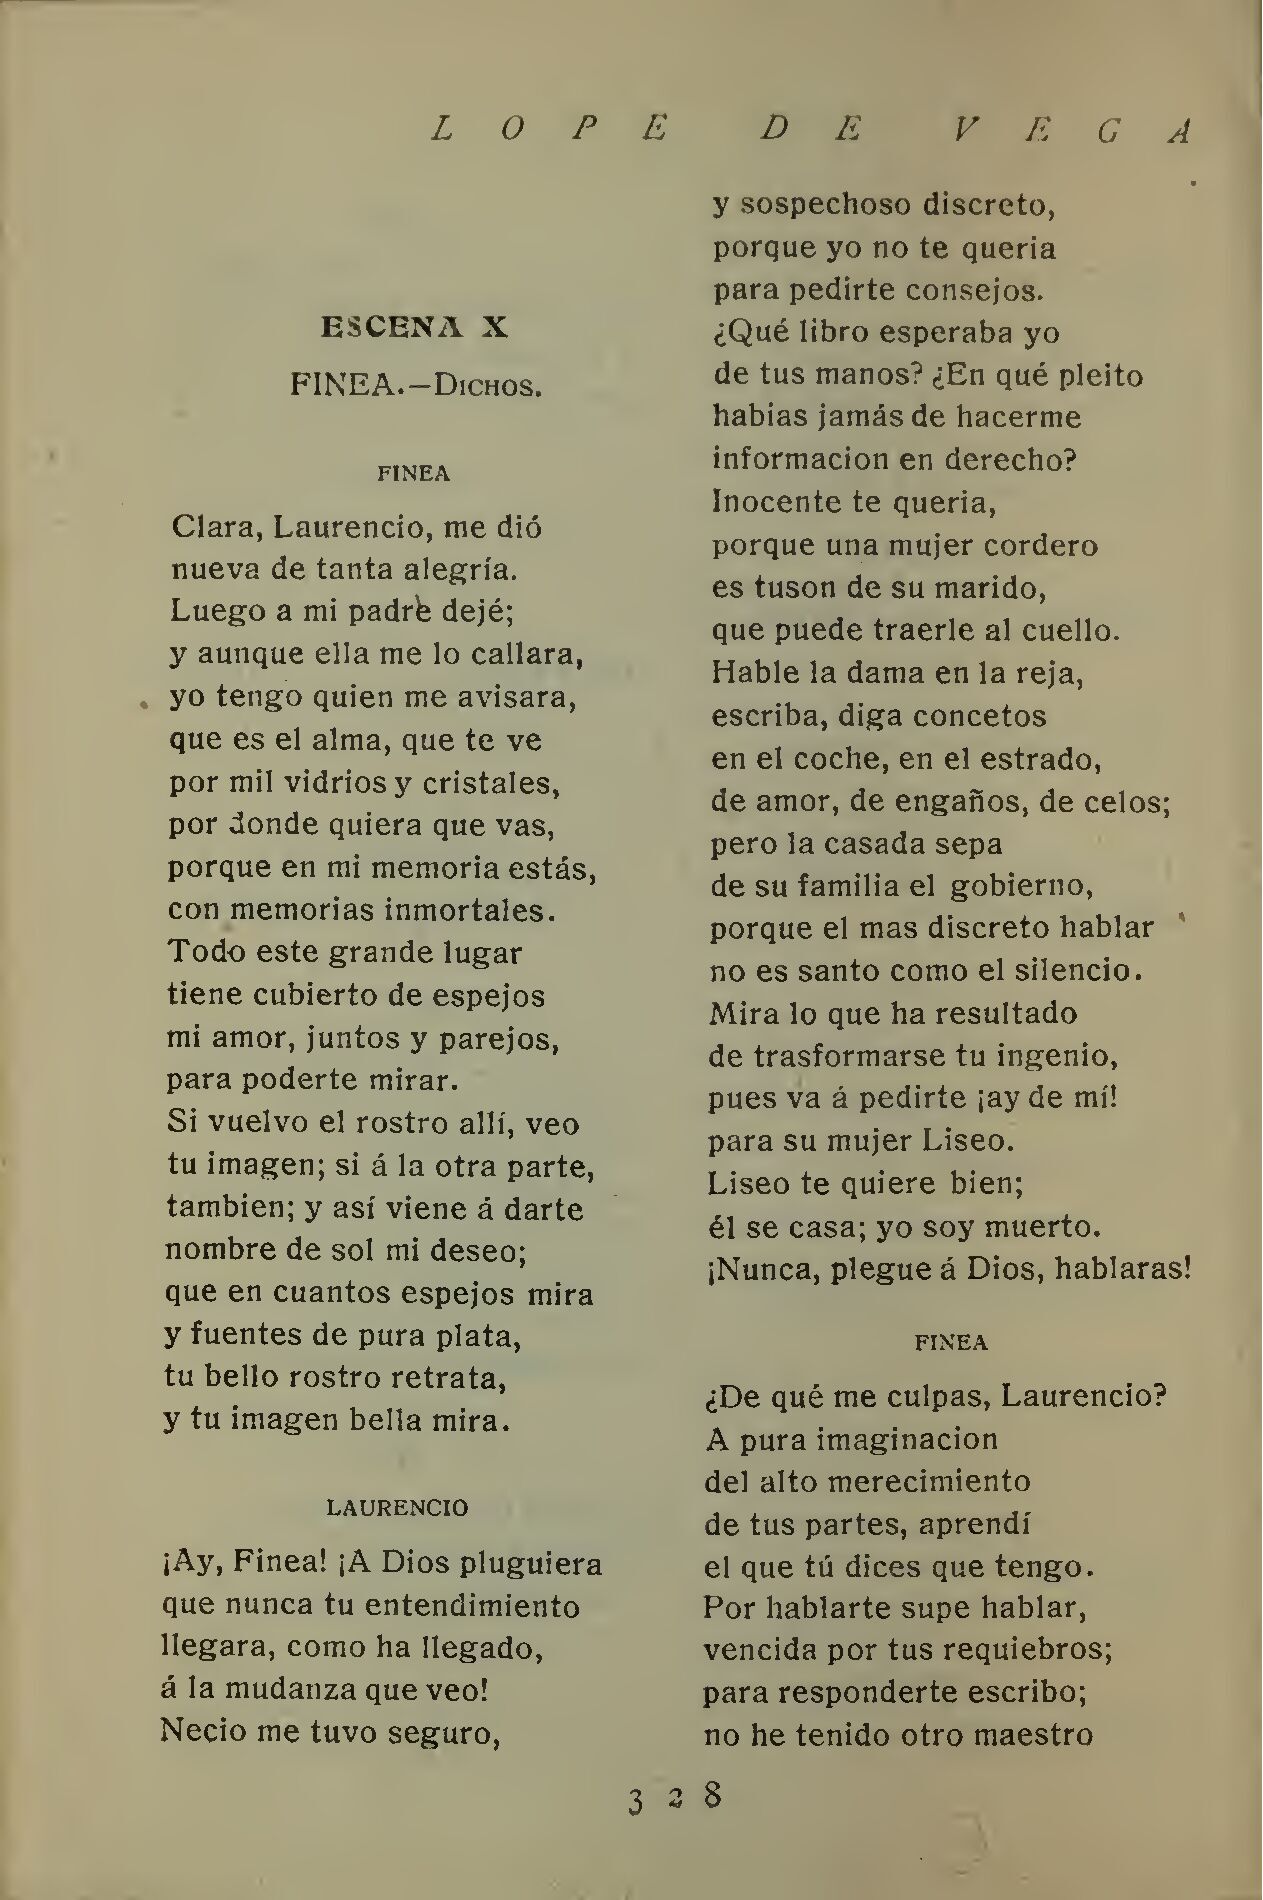 LOPE DE VEGA
ESCENA X
FINEA.—DICHOS.
FINEA
Clara, Laurencio, me dió
nueva de tanta alegría.
Luego a mi padre dejé;
y aunque ella me lo callara,
yo tengo quien me avisara,
que es el alma, que te ve
por mil vidrios y cristales,
por donde quiera que vas,
porque en mi memoria estás,
con memorias inmortales.
Todo este grande lugar
tiene cubierto de espejos
mi amor, juntos y parejos,
para poderte mirar.
Si vuelvo el rostro allí, veo
tu imagen; si á la otra parte,
tambien; y así viene á darte
nombre de sol mi deseo;
que en cuantos espejos mira
y fuentes de pura plata,
tu bello rostro retrata,
y tu imagen bella mira.
LAURENCIO
¡Ay, Finea! ¡A Dios pluguiera
que nunca tu entendimiento
llegara, como ha llegado,
á la mudanza que veo!
Necio me tuvo seguro,
y sospechoso discreto,
porque yo no te queria
para pedirte consejos.
¿Qué libro esperaba yo
de tus manos? ¿En qué pleito
habias jamás de hacerme
informacion en derecho?
Inocente te queria,
porque una mujer cordero
es tuson de su marido,
que puede traerle al cuello.
Hable la dama en la reja,
escriba, diga concetos
en el coche, en el estrado,
de amor, de engaños, de celos;
pero la casada sepa
de su familia el gobierno,
porque el mas discreto hablar
no es santo como el silencio.
Mira lo que ha resultado
de trasformarse tu ingenio,
pues va á pedirte ¡ay de mí!
para su mujer Liseo.
Liseo te quiere bien;
él se casa; yo soy muerto.
¡Nunca, plegue á Dios, hablaras!
FINEA
¿De qué me culpas, Laurencio?
A pura imaginacion
del alto merecimiento
de tus partes, aprendí
el que tú dices que tengo.
Por hablarte supe hablar,
vencida por tus requiebros;
para responderte escribo;
no he tenido otro maestro
328